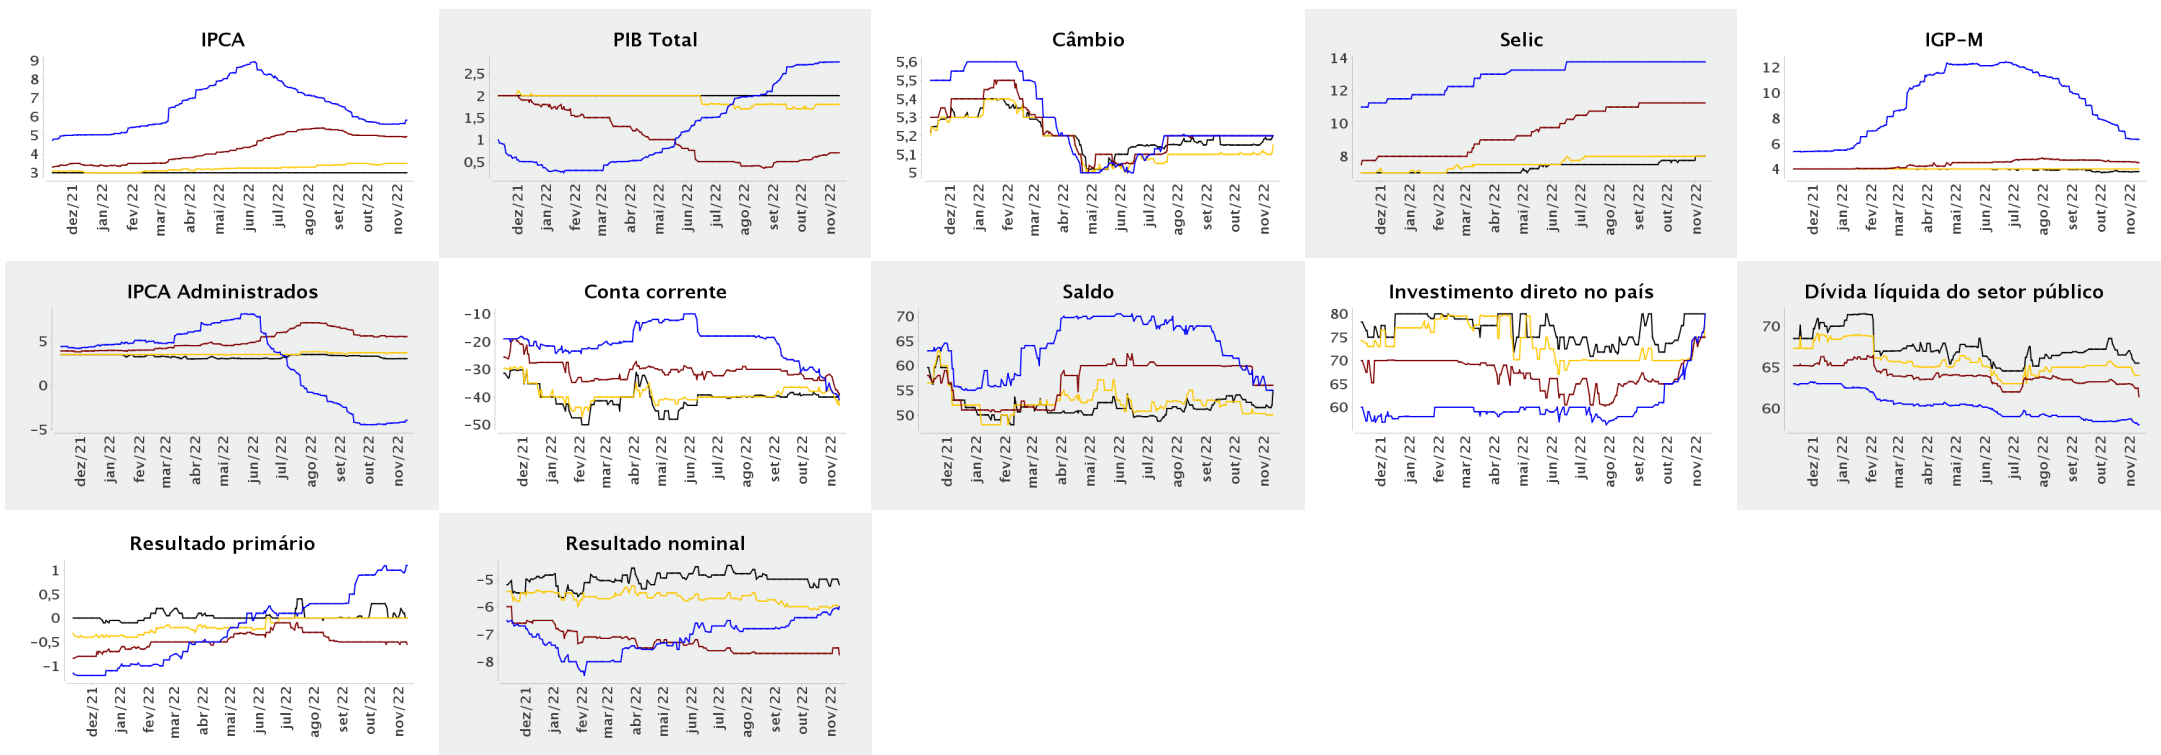 IPCA
9
8
7
6
5
4
3
dez/21
jan/22
fev/22
mar/22
abr/22
mai/22
jun/22
jul/22
ago/22
set/22
out/22
nov/22
PIB Total
2,5
2
1,5
1
0,5
dez/21
jan/22
fev/22
mar/22
abr/22
mai/22
jun/22
jul/22
ago/22
set/22
out/22
nov/22
Câmbio
5,6
5,5
5,4
5,3
5,2
5,1
5
dez/21
jan/22
fev/22
mar/22
abr/22
mai/22
jun/22
jul/22
ago/22
set/22
out/22
nov/22
Selic
14
12
10
8
dez/21
jan/22
fev/22
mar/22
abr/22
mai/22
jun/22
jul/22
ago/22
set/22
out/22
nov/22
IGP-M
12
10
8
6
4
dez/21
jan/22
fev/22
mar/22
abr/22
mai/22
jun/22
jul/22
ago/22
set/22
out/22
nov/22
IPCA Administrados
5
0
-5
dez/21
jan/22
fev/22
mar/22
abr/22
mai/22
jun/22
jul/22
ago/22
set/22
out/22
nov/22
Conta corrente
-10
-20
-30
-40
-50
dez/21
jan/22
fev/22
mar/22
abr/22
mai/22
jun/22
jul/22
ago/22
set/22
out/22
nov/22
Saldo
70
65
60
55
50
dez/21
jan/22
fev/22
mar/22
abr/22
mai/22
jun/22
jul/22
ago/22
set/22
out/22
nov/22
Investimento direto no país
80
75
70
65
60
dez/21
jan/22
fev/22
mar/22
abr/22
mai/22
jun/22
jul/22
ago/22
set/22
out/22
nov/22
Dívida líquida do setor público
70
65
60
dez/21
jan/22
fev/22
mar/22
abr/22
mai/22
jun/22
jul/22
ago/22
set/22
out/22
nov/22
Resultado primário
1
0,5
0
-0,5
-1
dez/21
jan/22
fev/22
mar/22
abr/22
mai/22
jun/22
jul/22
ago/22
set/22
out/22
nov/22
Resultado nominal
-5
-6
-7
-8
dez/21
jan/22
fev/22
mar/22
abr/22
mai/22
jun/22
jul/22
ago/22
set/22
out/22
nov/22